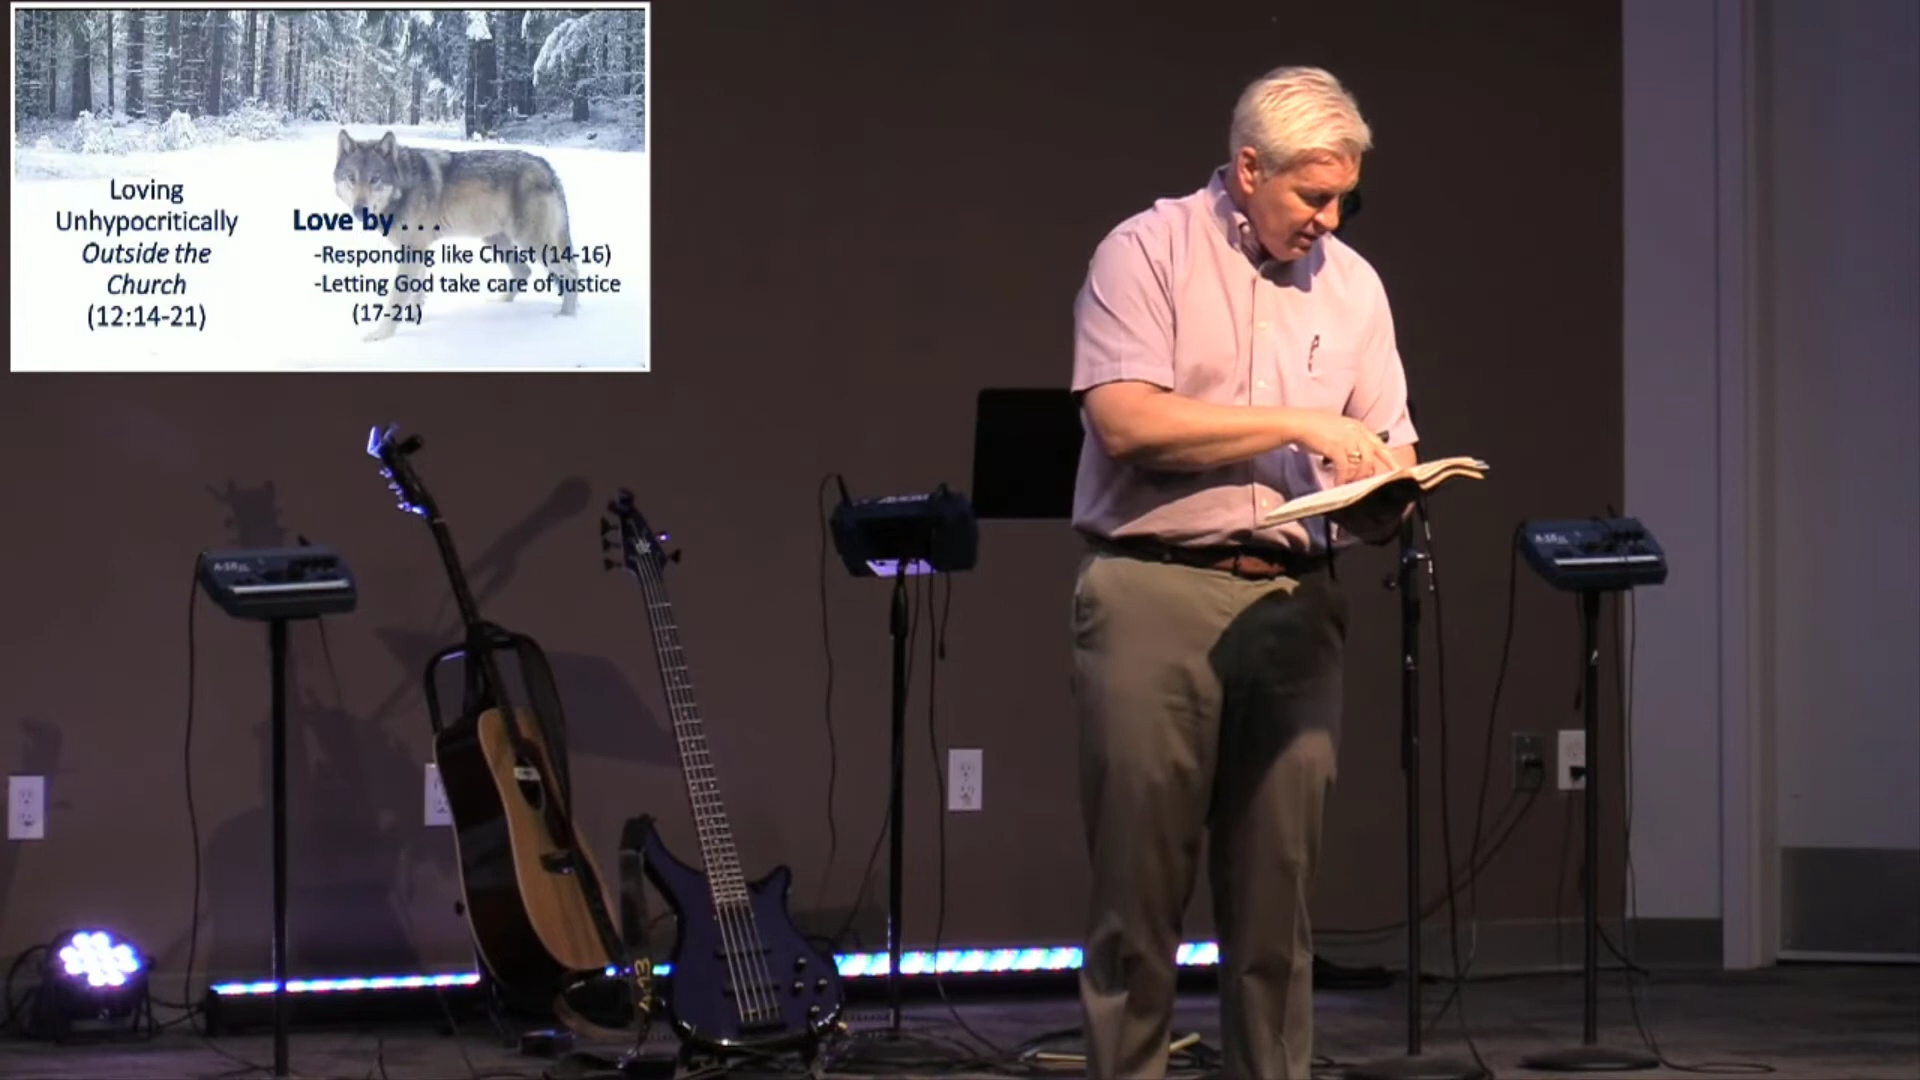 Loving
Unhypocritically
Outside the
Church
(12:14-21)
Love by . . .
-Responding like Christ (14-16)
-Letting God take care of justice
(17-21)